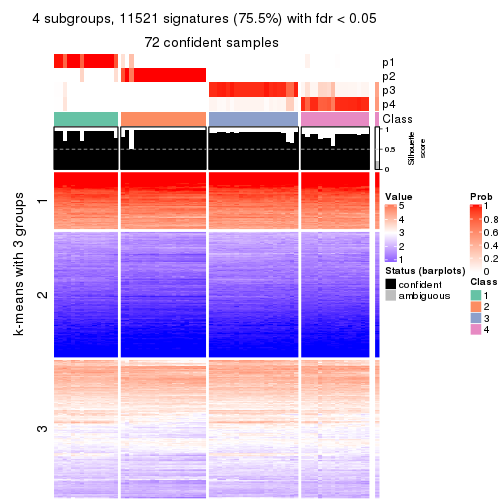 4 subgroups, 11521 signatures (75.5%) with fdr < 0.05
72 confident samples
p1
p2
p3
p4
Class
1
0.5
0
Silhouette
score
k-means with 3 groups
1
2
3
Value
5
4
3
2
1
Status (barplots)
confident
ambiguous
Prob
1
0.8
0.6
0.4
0.2
0
Class
1
2
3
4